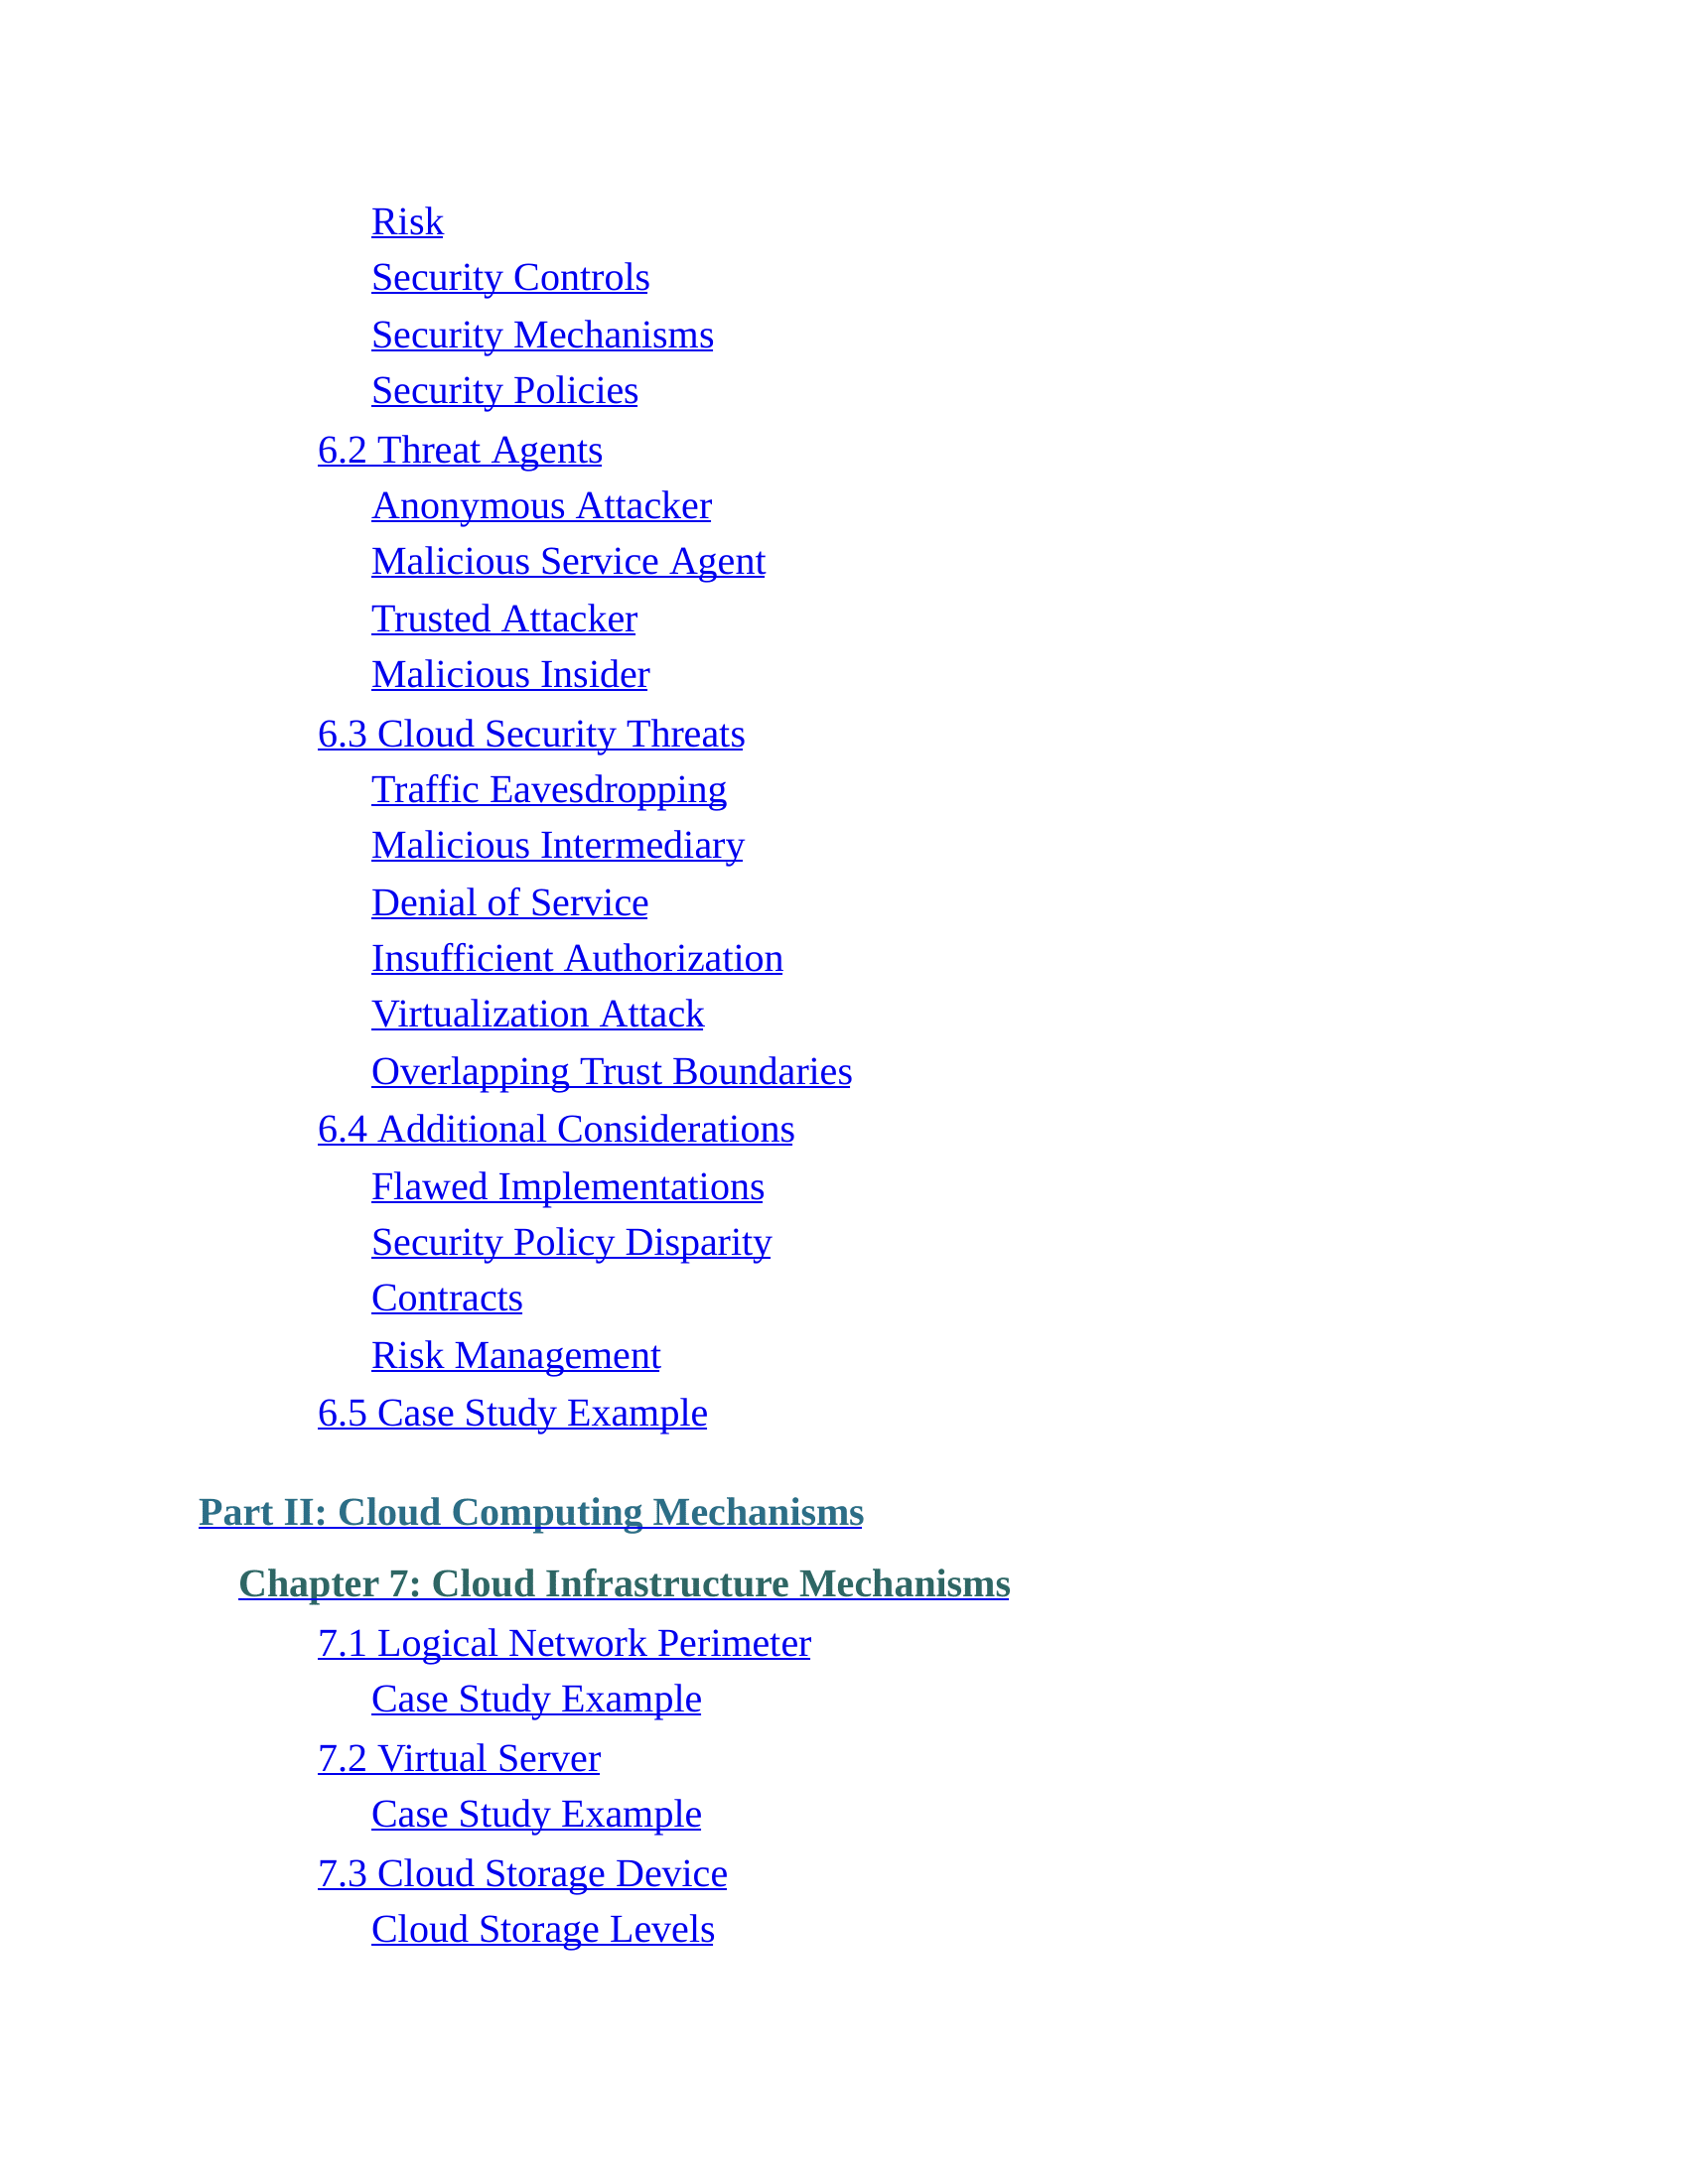 Risk
Security Controls
Security Mechanisms
Security Policies
6.2 Threat Agents
Anonymous Attacker
Malicious Service Agent
Trusted Attacker
Malicious Insider
6.3 Cloud Security Threats
Traffic Eavesdropping
Malicious Intermediary
Denial of Service
Insufficient Authorization
Virtualization Attack
Overlapping Trust Boundaries
6.4 Additional Considerations
Flawed Implementations
Security Policy Disparity
Contracts
Risk Management
6.5 Case Study Example
Part II: Cloud Computing Mechanisms
Chapter 7: Cloud Infrastructure Mechanisms
7.1 Logical Network Perimeter
Case Study Example
7.2 Virtual Server
Case Study Example
7.3 Cloud Storage Device
Cloud Storage Levels